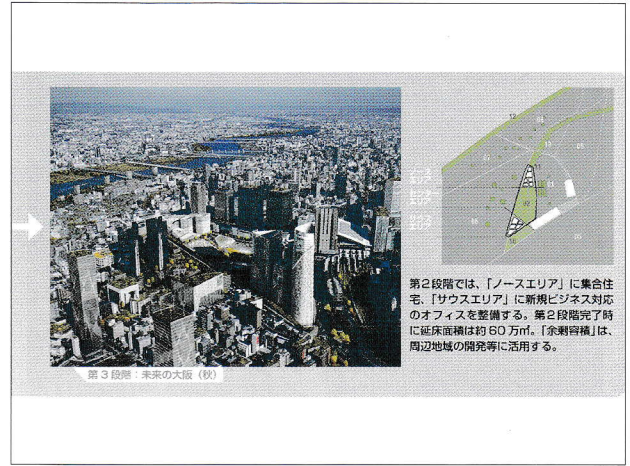 第3段階：未来の大阪（秋）
12
第2段階では、「ノースエリア」に集合住
宅、「サウスエリア」に新規ビジネス対応
のオフィスを整備する。第2段階完了時
に延床面積は約60万㎡。「余剰容積」は、
周辺地域の開発等に活用する。